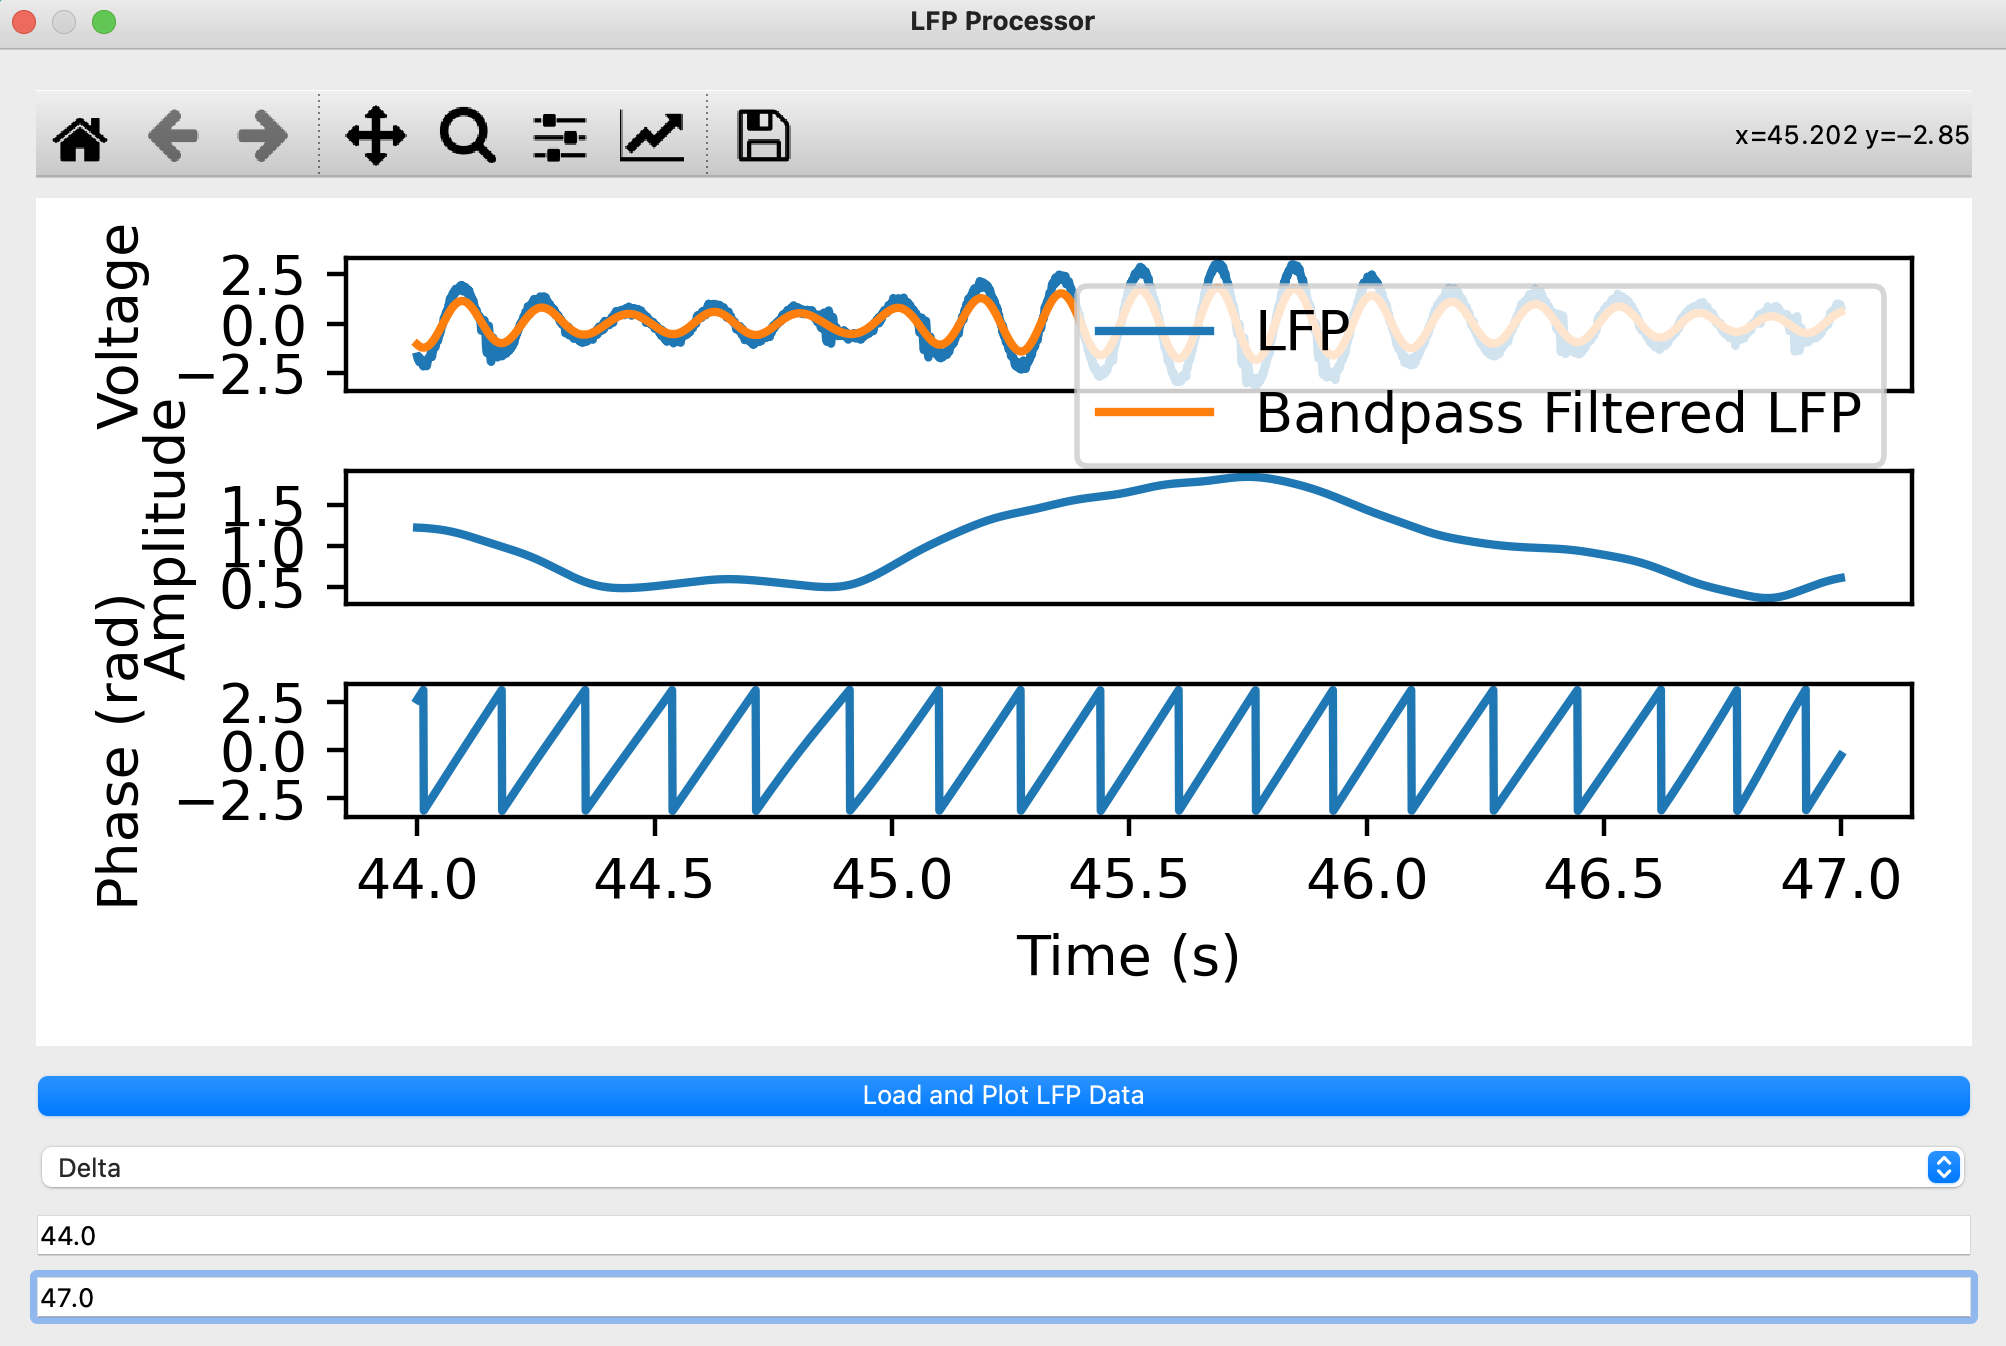 LFP Processor
x=45.202 y=−2.85
Voltage
2.5
0.0
−2.5
LFP
Bandpass Filtered LFP
Amplitude
1.5
1.0
0.5
Phase (rad)
2.5
0.0
−2.5
44.0 44.5 45.0 45.5 46.0 46.5 47.0
Time (s)
Load and Plot LFP Data
Delta
44.0
47.0